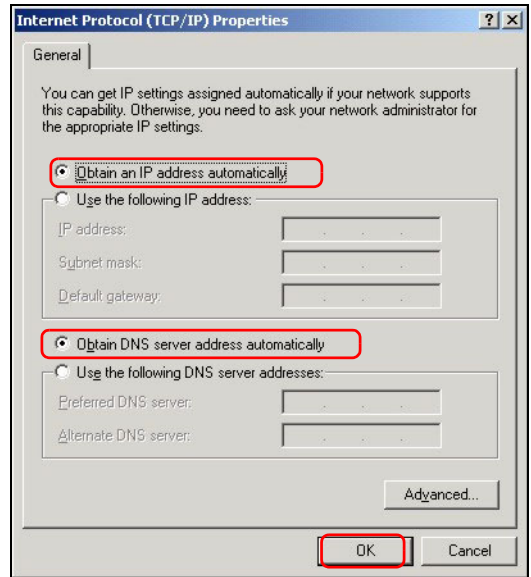 Internet Protocol (TCP/IP) Properties
General
You can get IP settings assigned automatically if your network supports
this capability. Otherwise, you need to ask your network administrator for
the appropriate IP settings.
Obtain an IP address automatically
Use the following IP address:
IP address:
Subnet mask:
Default gateway:
Obtain DNS server address automatically
Use the following DNS server addresses:
Preferred DNS server:
Alternate DNS server:
Advanced...
OK
Cancel